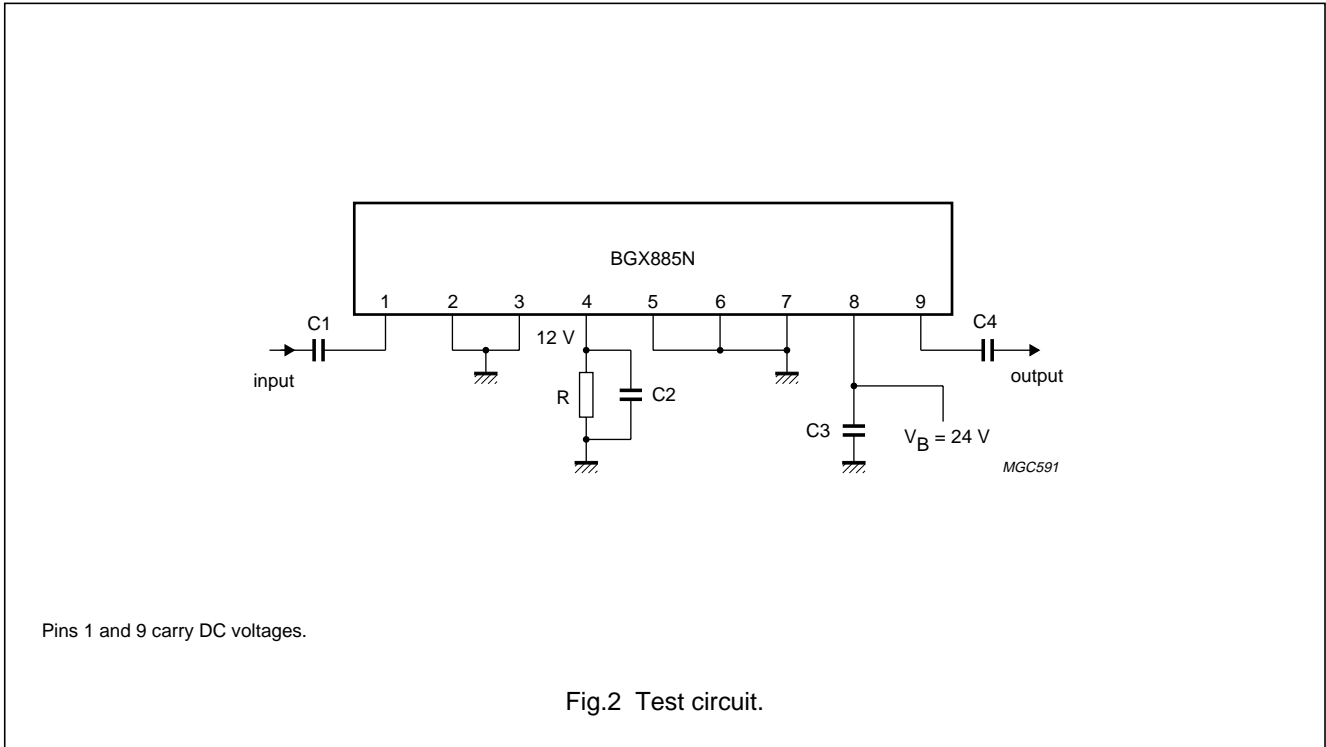 BGX885N
1 2 3 4 5 6 7 8 9
C1
12 V
C4
input
output
R
C2
C3
VB = 24 V
MGC591
Pins 1 and 9 carry DC voltages.
Fig.2 Test circuit.